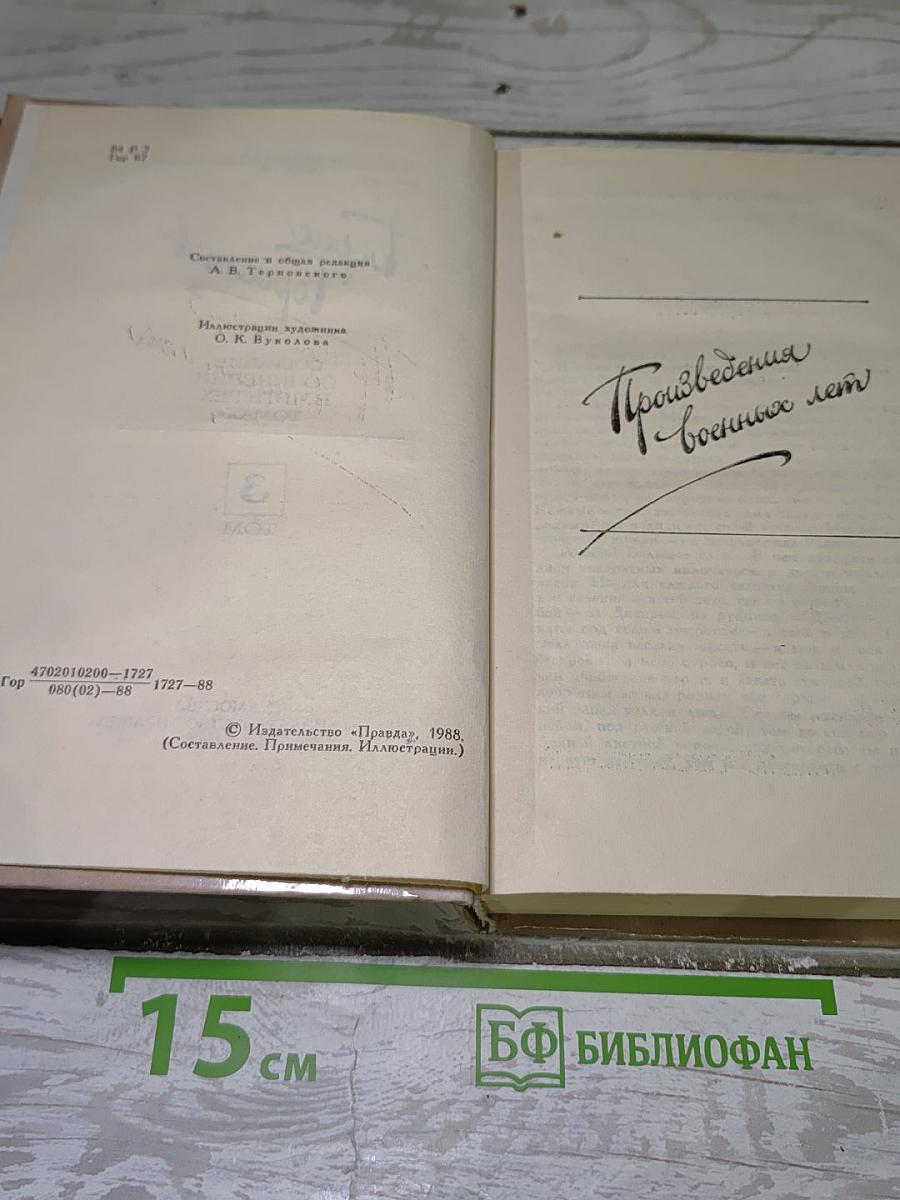 84 Р 7
Гор 67
Составление и общая редакция
А. В. Терновского
Иллюстрации художника
О. К. Вуколова
Гор 4702010200—1727
080(02)—88
1727—88
© Издательство «Правда», 1988.
(Составление. Примечания. Иллюстрации.)
Произведения
военных лет
15 см
БФ БИБЛИОФАН